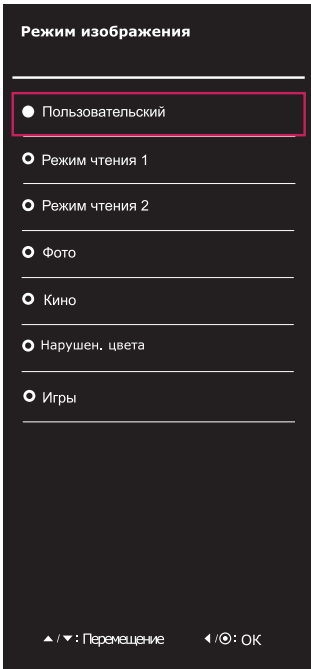 Режим изображения
Пользовательский
Режим чтения 1
Режим чтения 2
Фото
Кино
Нарушен. цвета
Игры
▲/▼: Перемещение ◀/⦿: OK